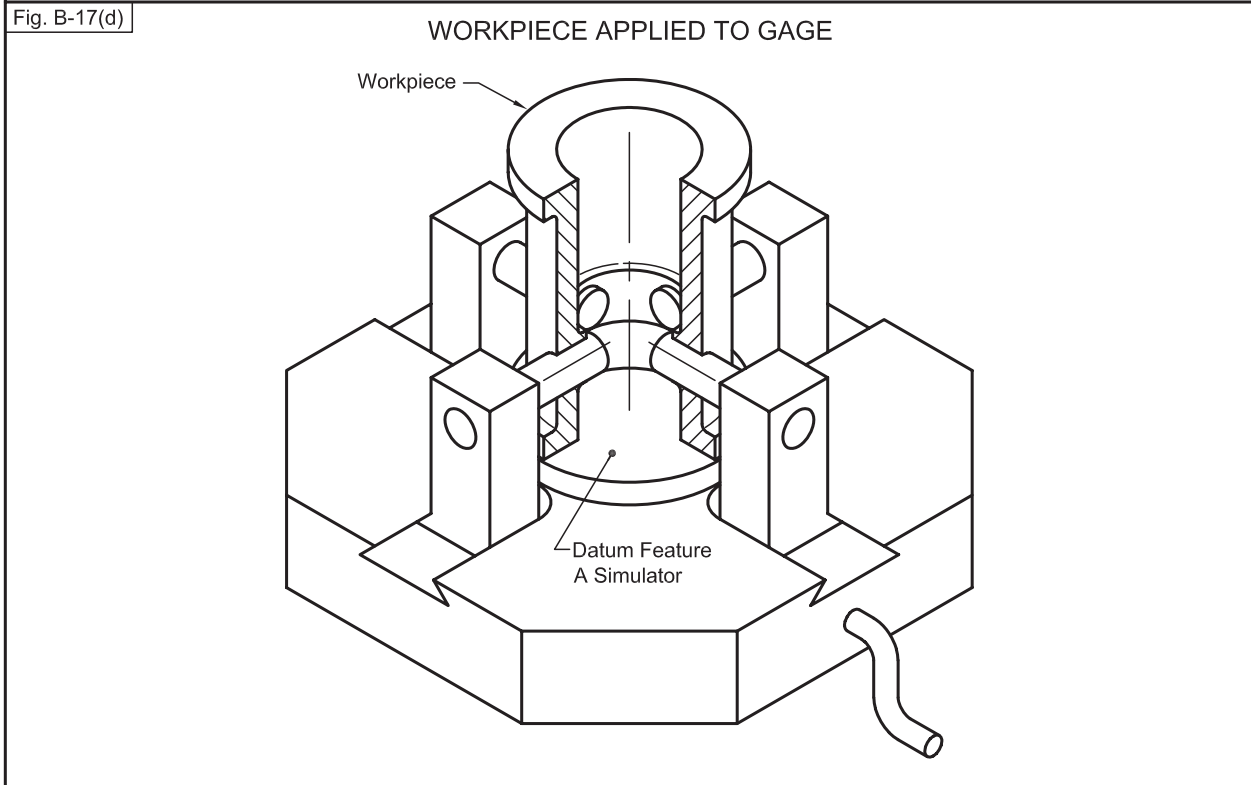 Fig. B-17(d)
WORKPIECE APPLIED TO GAGE
Workpiece
Datum Feature
A Simulator